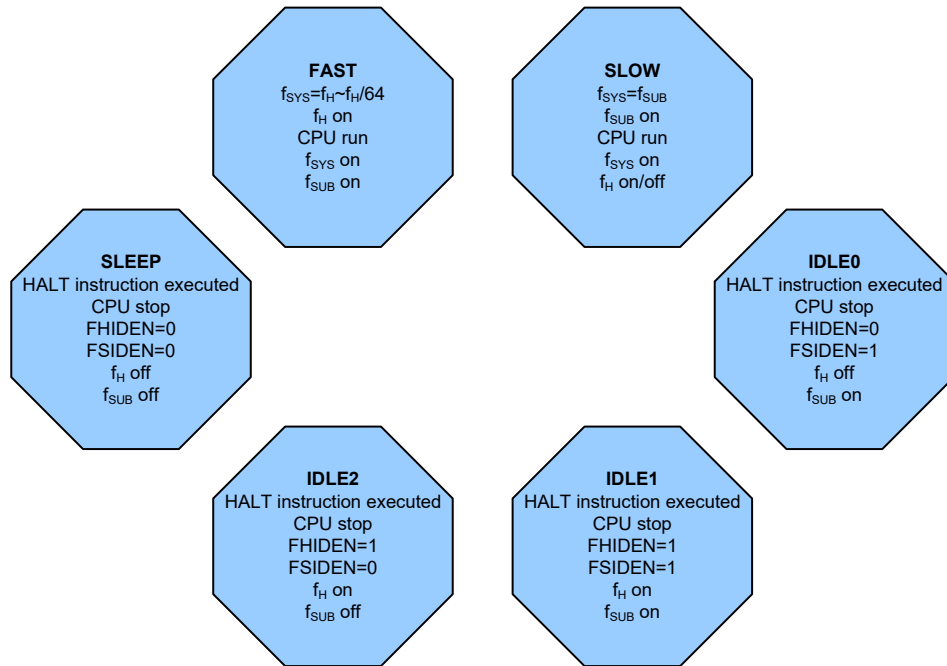 FAST
fSYS=fH~fH/64
fH on
CPU run
fSYS on
fSUB on
SLOW
fSYS=fSUB
fSUB on
CPU run
fSYS on
fH on/off
SLEEP
HALT instruction executed
CPU stop
FHIDEN=0
FSIDEN=0
fH off
fSUB off
IDLE0
HALT instruction executed
CPU stop
FHIDEN=0
FSIDEN=1
fH off
fSUB on
IDLE2
HALT instruction executed
CPU stop
FHIDEN=1
FSIDEN=0
fH on
fSUB off
IDLE1
HALT instruction executed
CPU stop
FHIDEN=1
FSIDEN=1
fH on
fSUB on